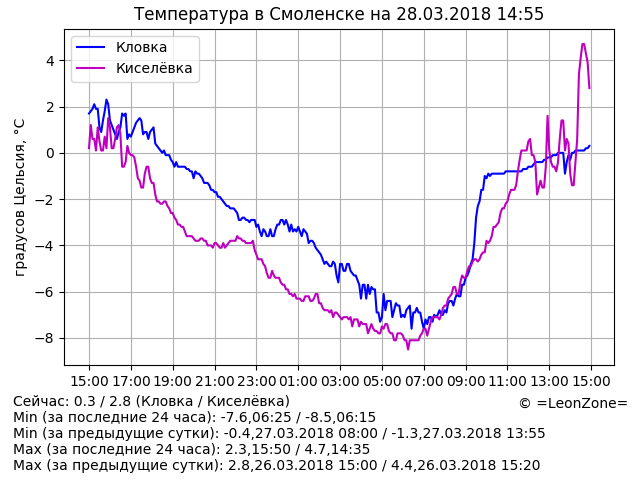 Температура в Смоленске на 28.03.2018 14:55
Кловка
Киселёвка
градусов Цельсия, °C
4
2
0
−2
−4
−6
−8
15:00 17:00 19:00 21:00 23:00 01:00 03:00 05:00 07:00 09:00 11:00 13:00 15:00
Сейчас: 0.3 / 2.8 (Кловка / Киселёвка)
© =LeonZone=
Min (за последние 24 часа): -7.6,06:25 / -8.5,06:15
Min (за предыдущие сутки): -0.4,27.03.2018 08:00 / -1.3,27.03.2018 13:55
Max (за последние 24 часа): 2.3,15:50 / 4.7,14:35
Max (за предыдущие сутки): 2.8,26.03.2018 15:00 / 4.4,26.03.2018 15:20